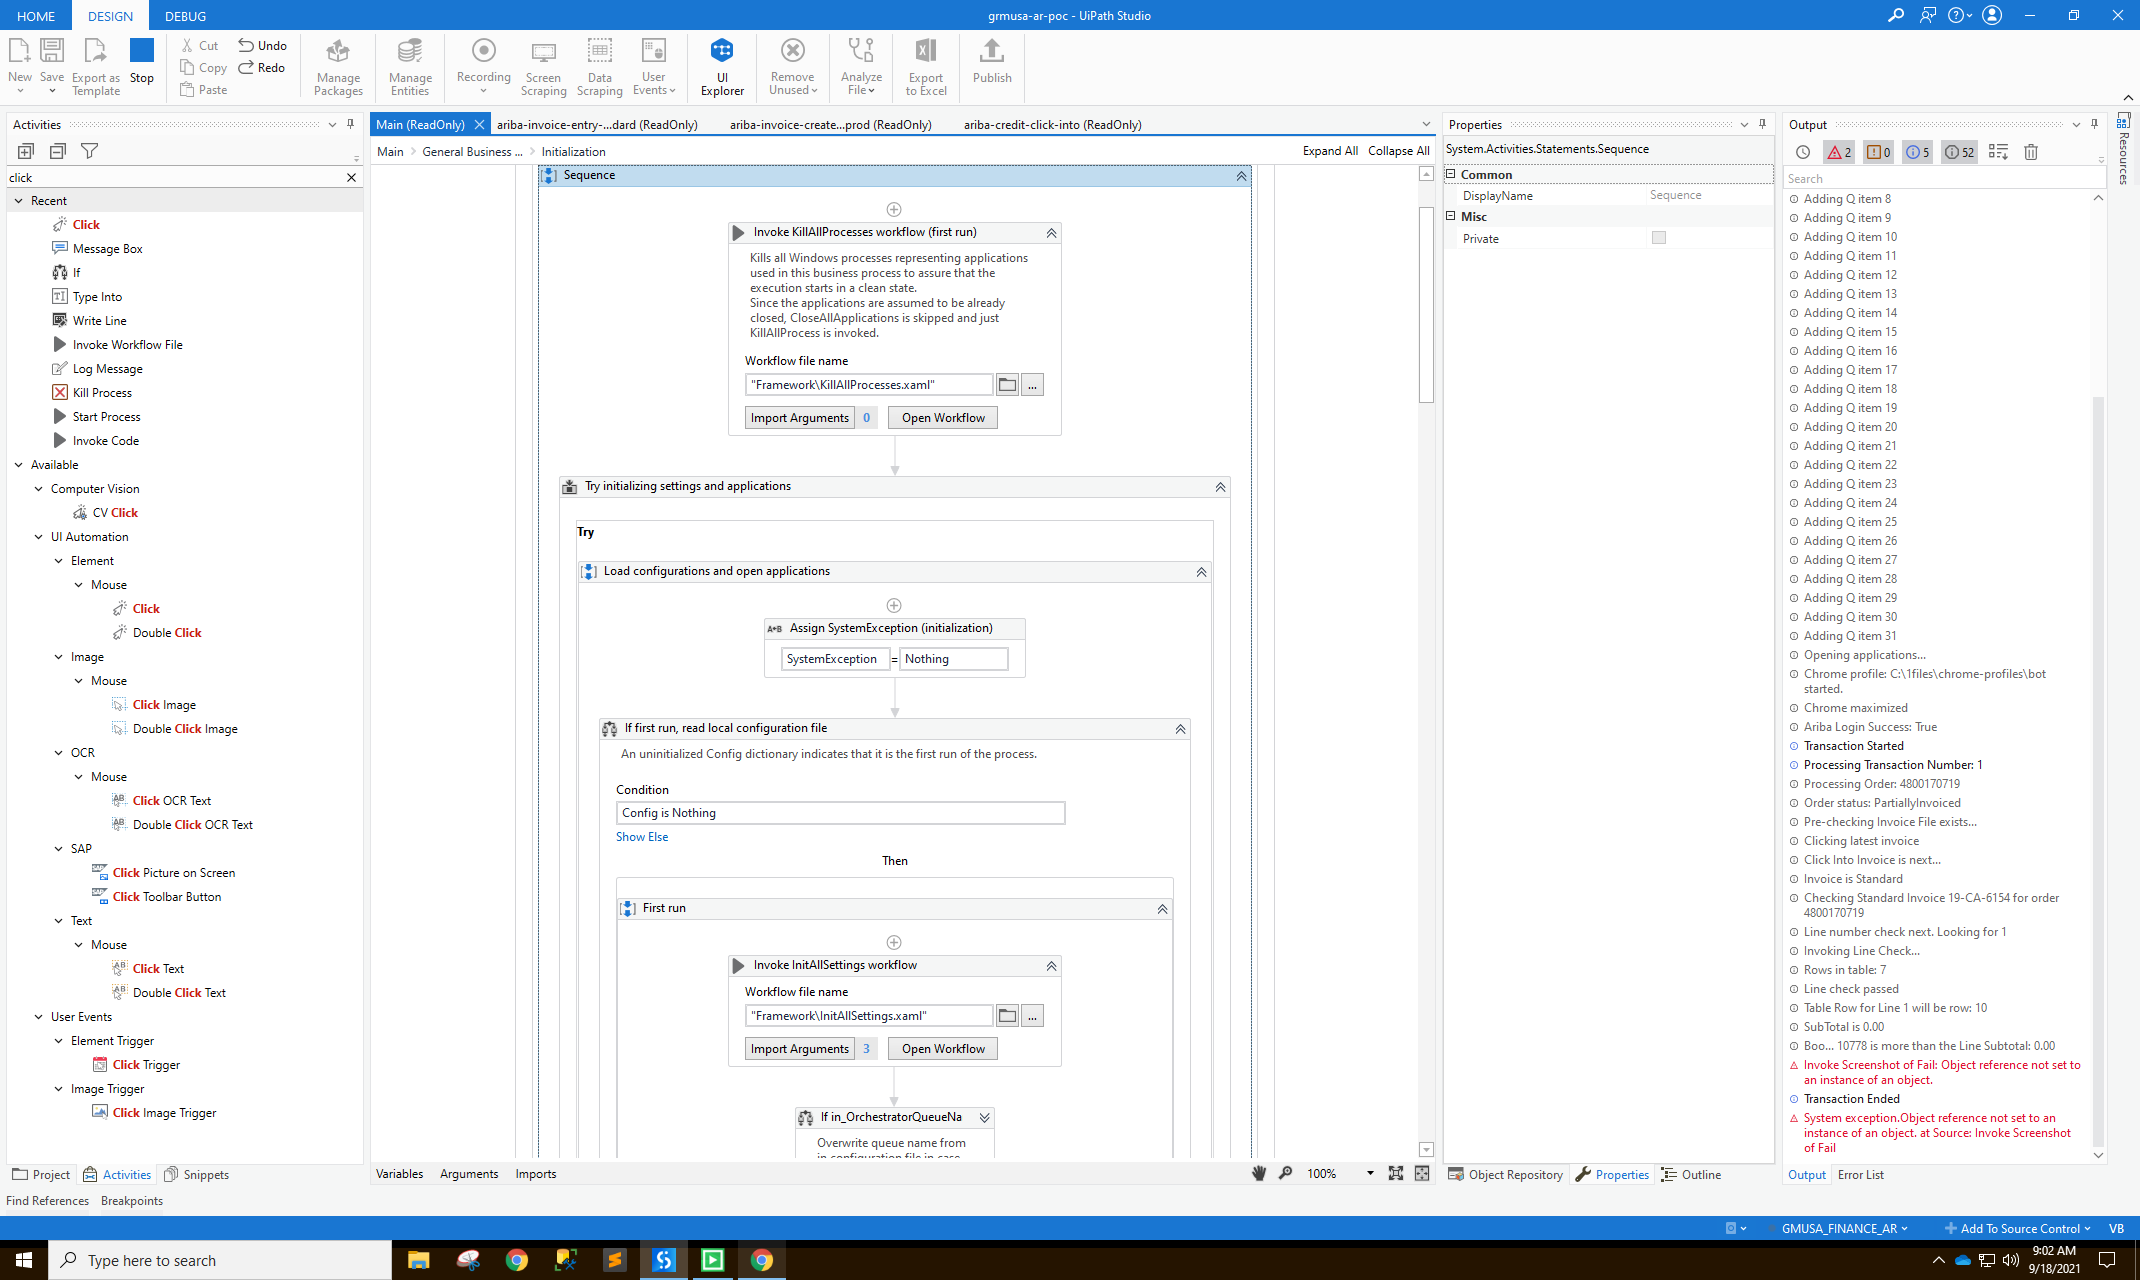 HOME
DESIGN
DEBUG
grmusa-ar-poc - UiPath Studio
New
Save
Export as
Template
Stop
Cut
Copy
Paste
Undo
Redo
Manage
Packages
Manage
Entities
Recording
Screen
Scraping
Data
Scraping
User
Events
UI
Explorer
Remove
Unused
Analyze
File
Export
to Excel
Publish
Activities
click
Recent
Click
Message Box
If
Type Into
Write Line
Invoke Workflow File
Log Message
Kill Process
Start Process
Invoke Code
Available
Computer Vision
CV Click
UI Automation
Element
Mouse
Click
Double Click
Image
Mouse
Click Image
Double Click Image
OCR
Mouse
Click OCR Text
Double Click OCR Text
SAP
Click Picture on Screen
Click Toolbar Button
Text
Mouse
Click Text
Double Click Text
User Events
Element Trigger
Click Trigger
Image Trigger
Click Image Trigger
Project
Activities
Snippets
Find References
Breakpoints
Main (ReadOnly)
ariba-invoice-entry-...dard (ReadOnly)
ariba-invoice-create...prod (ReadOnly)
ariba-credit-click-into (ReadOnly)
Main > General Business ... > Initialization
Expand All
Collapse All
Sequence
Invoke KillAllProcesses workflow (first run)
Kills all Windows processes representing applications
used in this business process to assure that the
execution starts in a clean state.
Since the applications are assumed to be already
closed, CloseAllApplications is skipped and just
KillAllProcess is invoked.
Workflow file name
"Framework\KillAllProcesses.xaml"
...
Import Arguments 0
Open Workflow
Try initializing settings and applications
Try
Load configurations and open applications
A+B Assign SystemException (initialization)
SystemException = Nothing
If first run, read local configuration file
An uninitialized Config dictionary indicates that it is the first run of the process.
Condition
Config is Nothing
Show Else
Then
First run
Invoke InitAllSettings workflow
Workflow file name
"Framework\InitAllSettings.xaml"
...
Import Arguments 3
Open Workflow
If in_OrchestratorQueueNa
Overwrite queue name from
in configuration file in case
Variables
Arguments
Imports
100%
Properties
System.Activities.Statements.Sequence
Common
DisplayName
Sequence
Misc
Private
Object Repository
Properties
Outline
Output
2
0
5
52
Search
Adding Q item 8
Adding Q item 9
Adding Q item 10
Adding Q item 11
Adding Q item 12
Adding Q item 13
Adding Q item 14
Adding Q item 15
Adding Q item 16
Adding Q item 17
Adding Q item 18
Adding Q item 19
Adding Q item 20
Adding Q item 21
Adding Q item 22
Adding Q item 23
Adding Q item 24
Adding Q item 25
Adding Q item 26
Adding Q item 27
Adding Q item 28
Adding Q item 29
Adding Q item 30
Adding Q item 31
Opening applications...
Chrome profile: C:\1files\chrome-profiles\bot
started.
Chrome maximized
Ariba Login Success: True
Transaction Started
Processing Transaction Number: 1
Processing Order: 4800170719
Order status: PartiallyInvoiced
Pre-checking Invoice File exists...
Clicking latest invoice
Click Into Invoice is next...
Invoice is Standard
Checking Standard Invoice 19-CA-6154 for order
4800170719
Line number check next. Looking for 1
Invoking Line Check...
Rows in table: 7
Line check passed
Table Row for Line 1 will be row: 10
SubTotal is 0.00
Boo... 10778 is more than the Line Subtotal: 0.00
Invoke Screenshot of Fail: Object reference not set to
an instance of an object.
Transaction Ended
System exception.Object reference not set to an
instance of an object. at Source: Invoke Screenshot
of Fail
Output
Error List
Resources
GMUSA_FINANCE_AR
Add To Source Control
VB
Type here to search
9:02 AM
9/18/2021